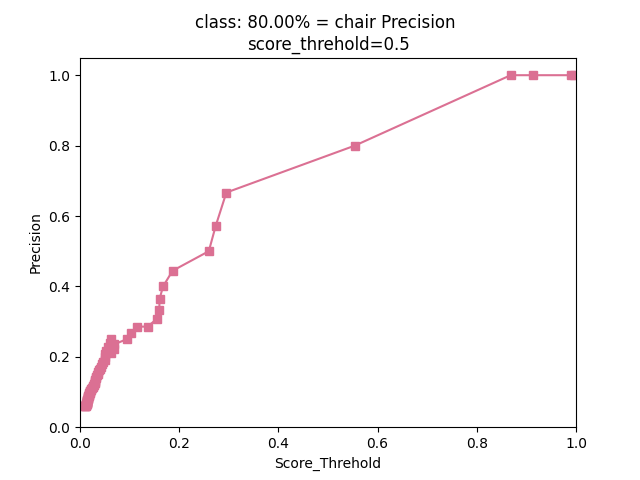 class: 80.00% = chair Precision
score_threhold=0.5
Precision
1.0
0.8
0.6
0.4
0.2
0.0
0.0 0.2 0.4 0.6 0.8 1.0
Score_Threhold